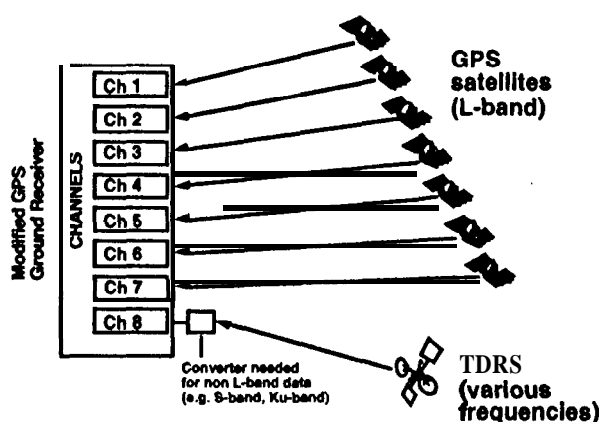 GPS
satellites
(L-band)
Modified GPS
Ground Receiver
CHANNELS
Ch 1
Ch 2
Ch 3
Ch 4
Ch 5
Ch 6
Ch 7
Ch 8
Converter needed
for non L-band data
(e.g. S-band, Ku-band)
TDRS
(various
frequencies)